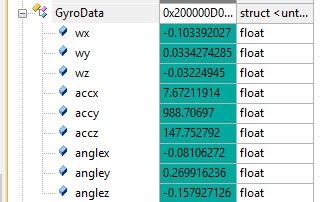 GyroData 0x200000D0... struct <unt...
wx -0.103392027 float
wy 0.0334274285 float
wz -0.03224945 float
accx 7.67211914 float
accy 988.70697 float
accz 147.752792 float
anglex -0.08106272 float
angley 0.269916236 float
anglez -0.157927126 float